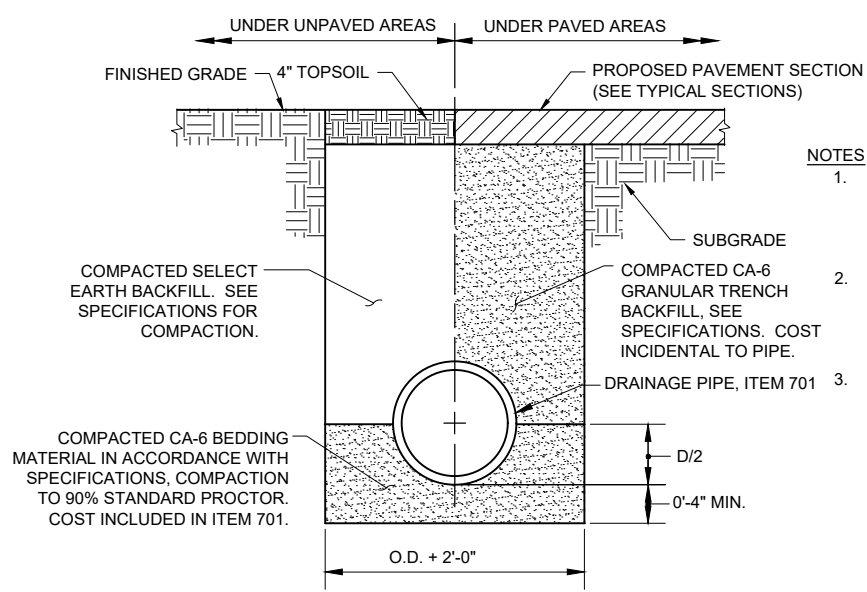 UNDER UNPAVED AREAS
UNDER PAVED AREAS
FINISHED GRADE
4" TOPSOIL
PROPOSED PAVEMENT SECTION
(SEE TYPICAL SECTIONS)
NOTES
1.
SUBGRADE
COMPACTED SELECT
EARTH BACKFILL. SEE
SPECIFICATIONS FOR
COMPACTION.
COMPACTED CA-6
GRANULAR TRENCH
BACKFILL, SEE
SPECIFICATIONS. COST
INCIDENTAL TO PIPE.
2.
DRAINAGE PIPE, ITEM 701
3.
COMPACTED CA-6 BEDDING
MATERIAL IN ACCORDANCE WITH
SPECIFICATIONS, COMPACTION
TO 90% STANDARD PROCTOR.
COST INCLUDED IN ITEM 701.
D/2
0'-4" MIN.
O.D. + 2'-0"